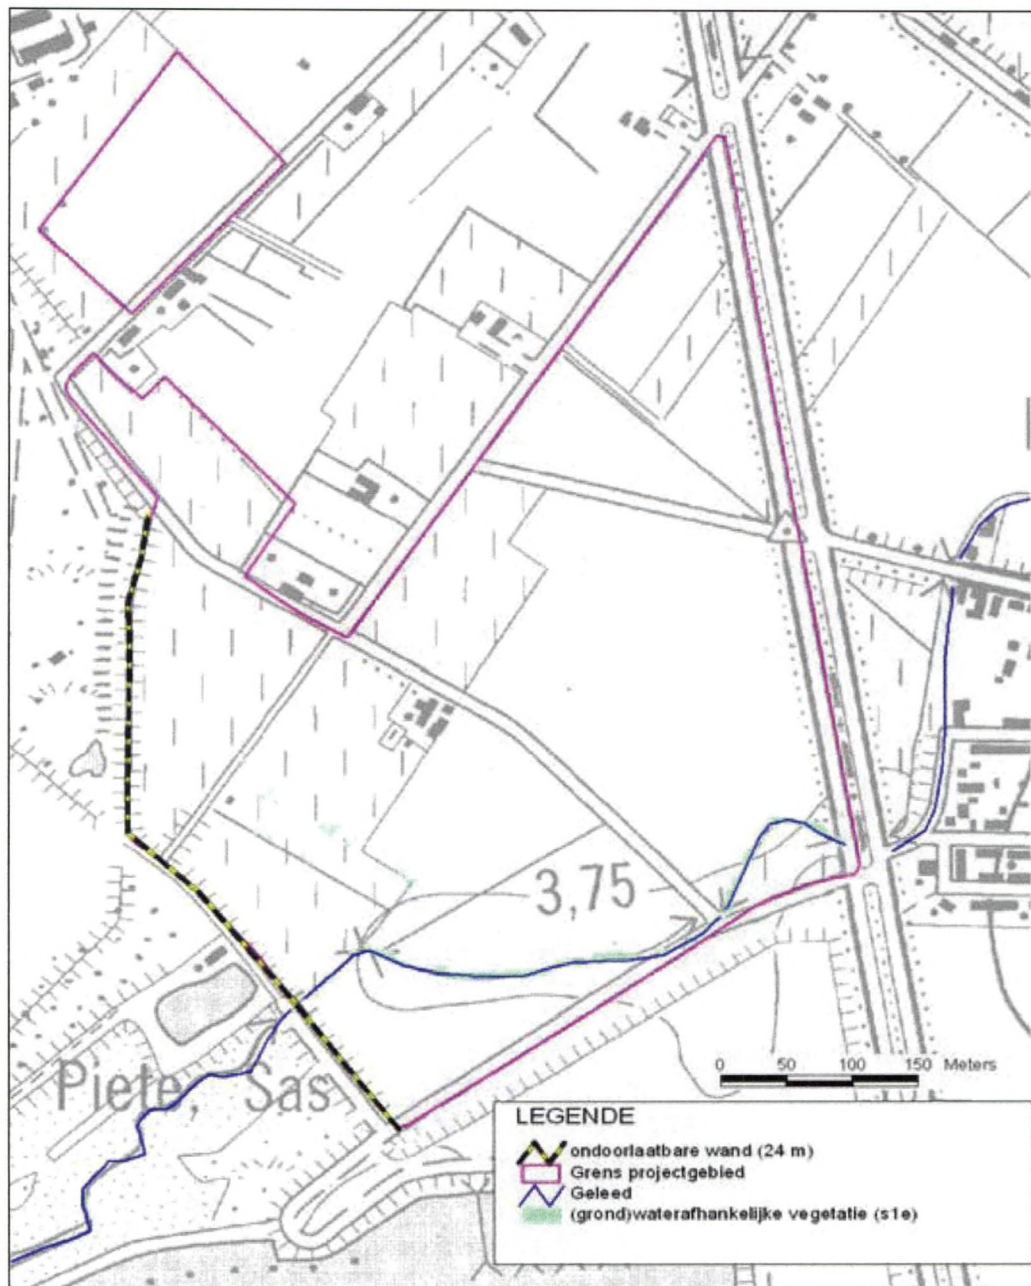 3,75
0 50 100 150 Meters
Piete, Sas
LEGENDE
ondoorlaatbare wand (24 m)
Grens projectgebied
Geleed
(grond)waterafhankelijke vegetatie (s1e)